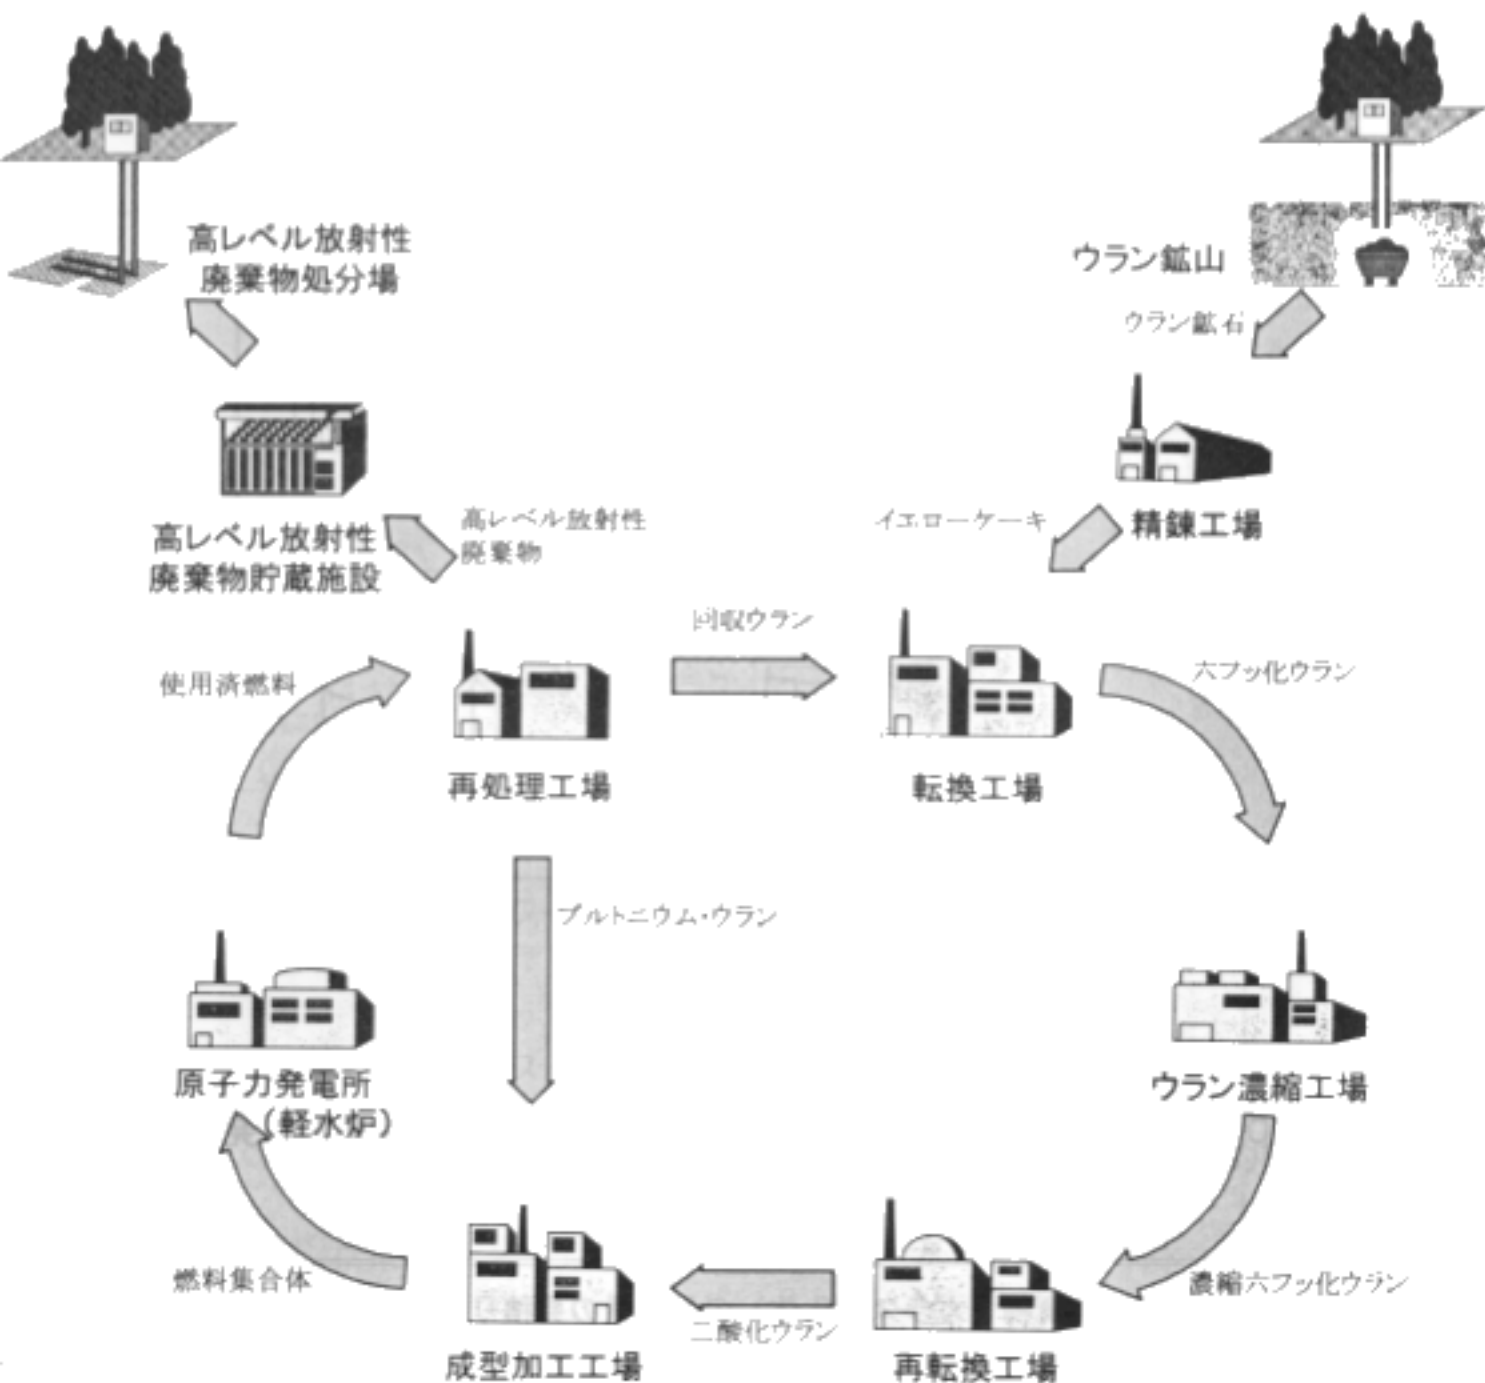 高レベル放射性
廃棄物処分場
ウラン鉱山
ウラン鉱石
高レベル放射性
廃棄物貯蔵施設
高レベル放射性
廃棄物
イエローケーキ
精錬工場
使用済燃料
再処理工場
回収ウラン
転換工場
六フッ化ウラン
プルトニウム・ウラン
原子力発電所
(軽水炉)
ウラン濃縮工場
燃料集合体
成型加工工場
二酸化ウラン
再転換工場
濃縮六フッ化ウラン